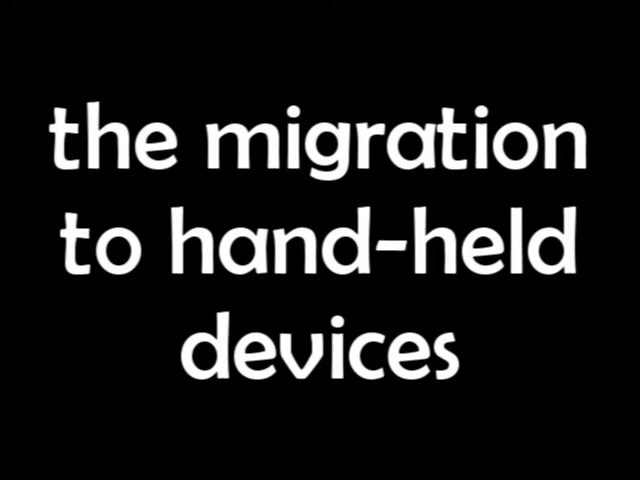 the migration
to hand-held
devices